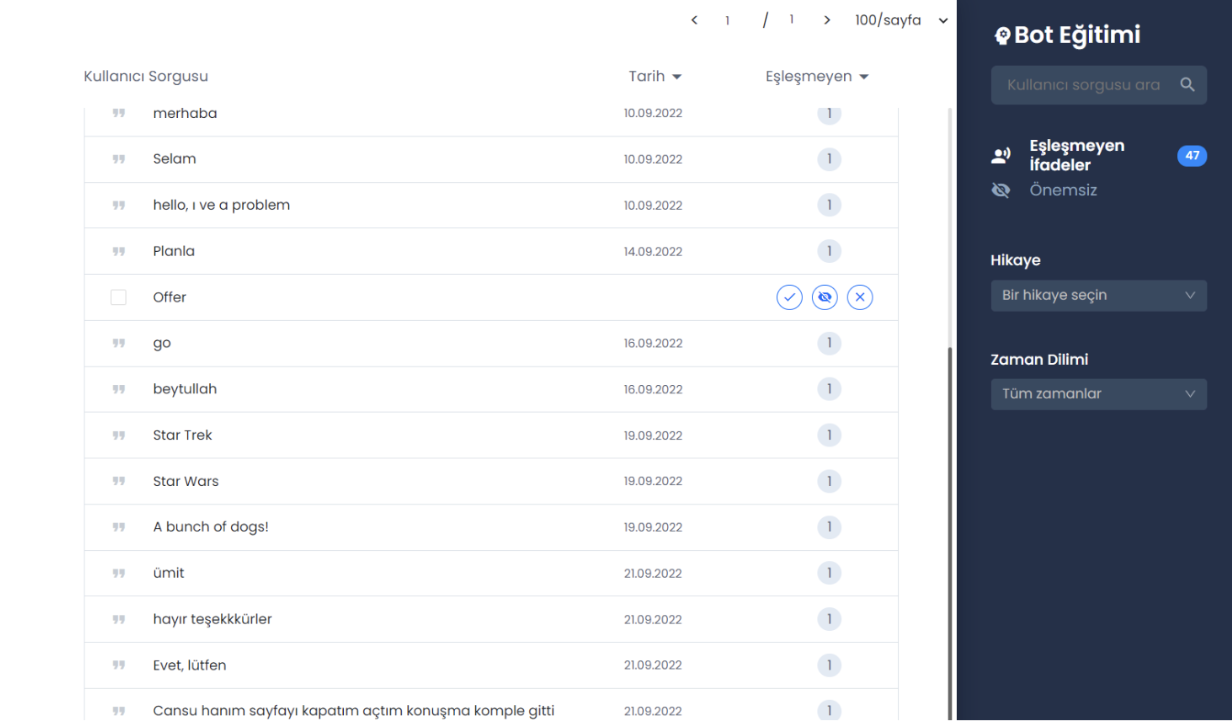 1 / 1 100/sayfa
Kullanıcı Sorgusu Tarih Eşleşmeyen
merhaba 10.09.2022 1
Selam 10.09.2022 1
hello, ı ve a problem 10.09.2022 1
Planla 14.09.2022 1
Offer
go 16.09.2022 1
beytullah 16.09.2022 1
Star Trek 19.09.2022 1
Star Wars 19.09.2022 1
A bunch of dogs! 19.09.2022 1
ümit 21.09.2022 1
hayır teşekkkürler 21.09.2022 1
Evet, lütfen 21.09.2022 1
Cansu hanım sayfayı kapatım açtım konuşma komple gitti 21.09.2022 1
Bot Eğitimi
Kullanıcı sorgusu ara
Eşleşmeyen
İfadeler 47
Önemsiz
Hikaye
Bir hikaye seçin
Zaman Dilimi
Tüm zamanlar